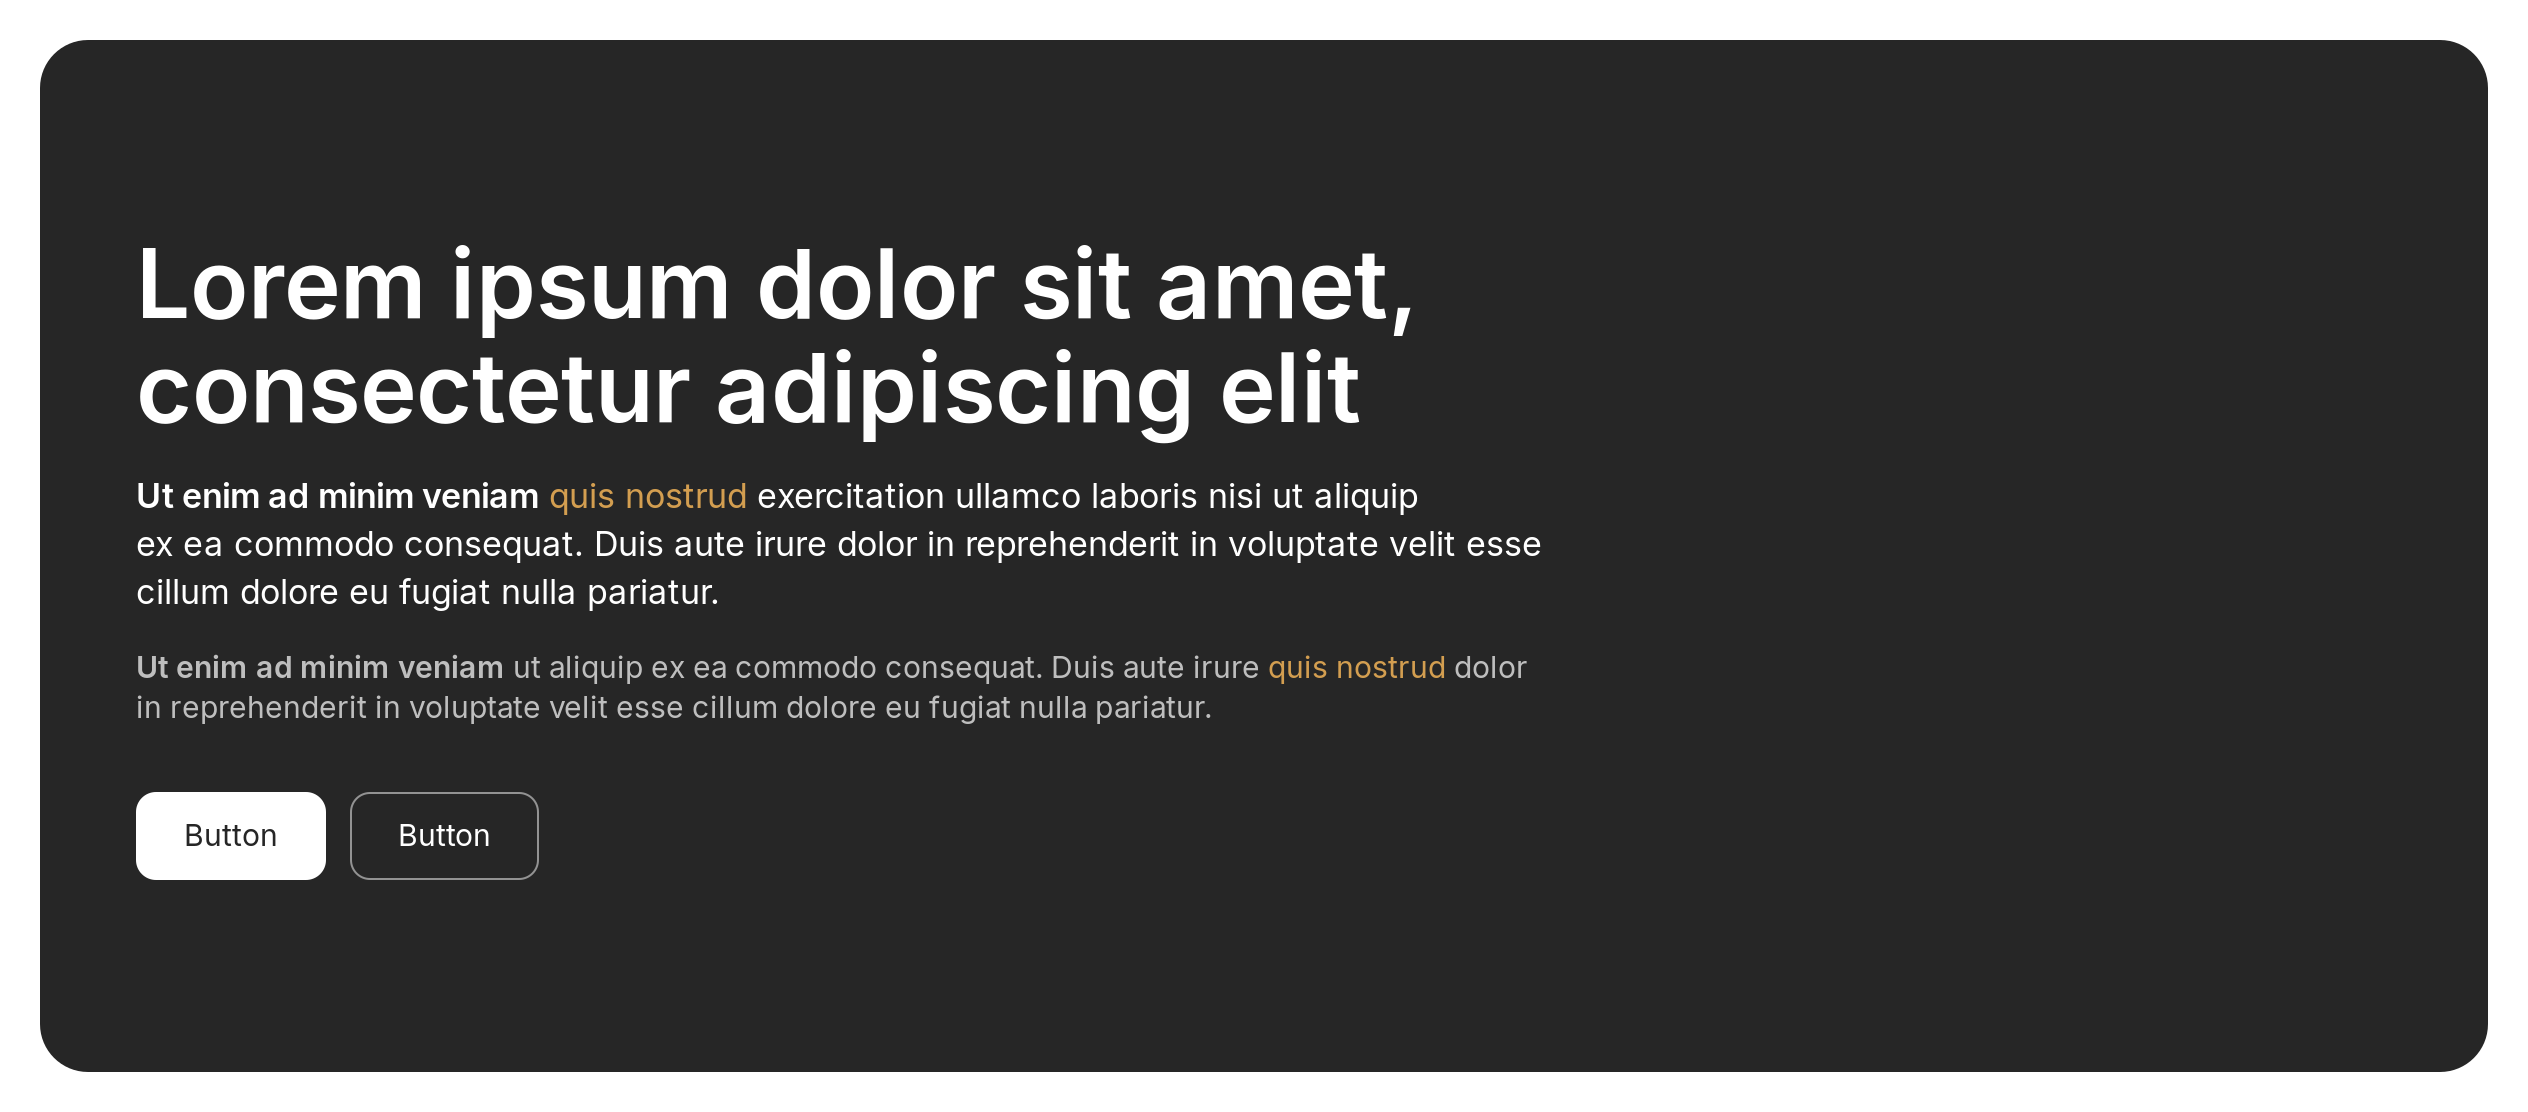 Lorem ipsum dolor sit amet,
consectetur adipiscing elit
Ut enim ad minim veniam quis nostrud exercitation ullamco laboris nisi ut aliquip
ex ea commodo consequat. Duis aute irure dolor in reprehenderit in voluptate velit esse
cillum dolore eu fugiat nulla pariatur.
Ut enim ad minim veniam ut aliquip ex ea commodo consequat. Duis aute irure quis nostrud dolor
in reprehenderit in voluptate velit esse cillum dolore eu fugiat nulla pariatur.
Button Button